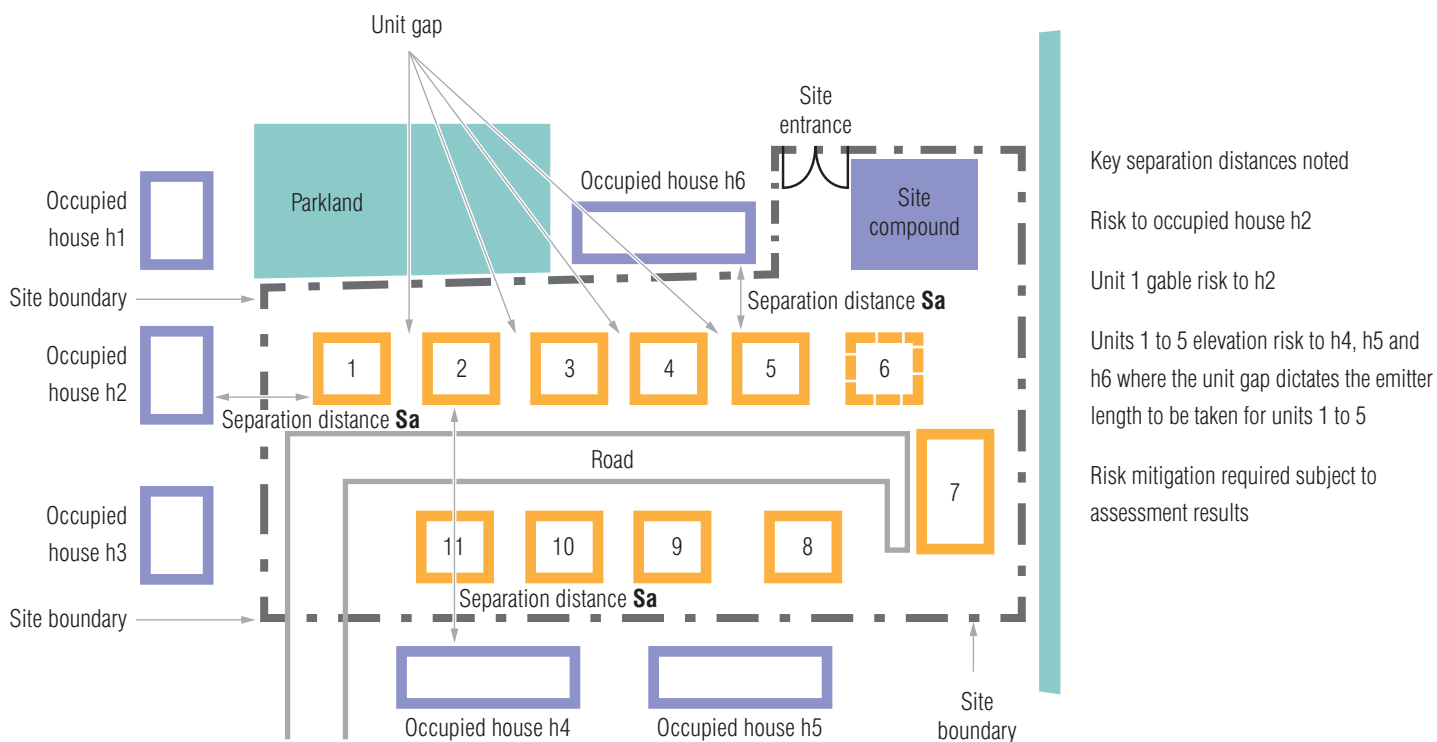 Unit gap
Site
entrance
Parkland
Occupied house h6
Site
compound
Occupied
house h1
Site boundary
Separation distance Sa
Occupied
house h2
1
2
3
4
5
6
Separation distance Sa
Road
7
Occupied
house h3
11
10
9
8
Separation distance Sa
Site boundary
Occupied house h4
Occupied house h5
Site
boundary
Key separation distances noted
Risk to occupied house h2
Unit 1 gable risk to h2
Units 1 to 5 elevation risk to h4, h5 and
h6 where the unit gap dictates the emitter
length to be taken for units 1 to 5
Risk mitigation required subject to
assessment results